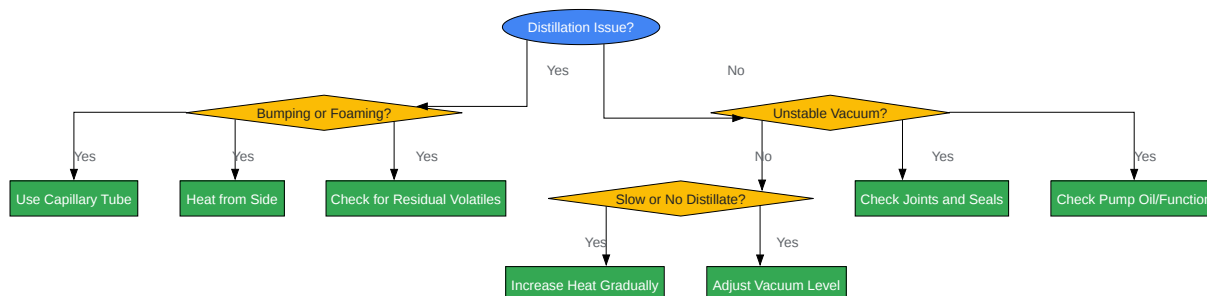 Distillation Issue?
Yes
No
Bumping or Foaming?
Unstable Vacuum?
Yes
Yes
Yes
No
Yes
Yes
Use Capillary Tube
Heat from Side
Check for Residual Volatiles
Slow or No Distillate?
Check Joints and Seals
Check Pump Oil/Function
Yes
Yes
Increase Heat Gradually
Adjust Vacuum Level